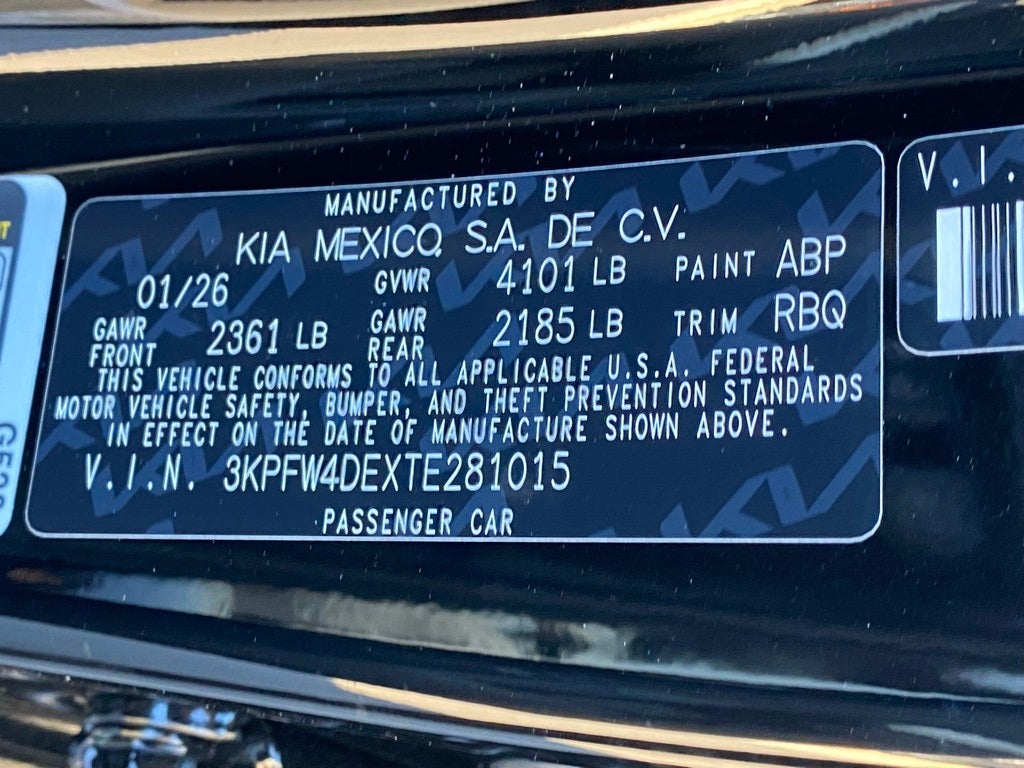 MANUFACTURED BY
KIA MEXICO, S.A. DE C.V.
01/26 GVWR 4101 LB PAINT ABP
GAWR FRONT 2361 LB GAWR REAR 2185 LB TRIM RBQ
THIS VEHICLE CONFORMS TO ALL APPLICABLE U.S.A. FEDERAL
MOTOR VEHICLE SAFETY, BUMPER, AND THEFT PREVENTION STANDARDS
IN EFFECT ON THE DATE OF MANUFACTURE SHOWN ABOVE.
V.I.N. 3KPFW4DEXTE281015
PASSENGER CAR
V.I.